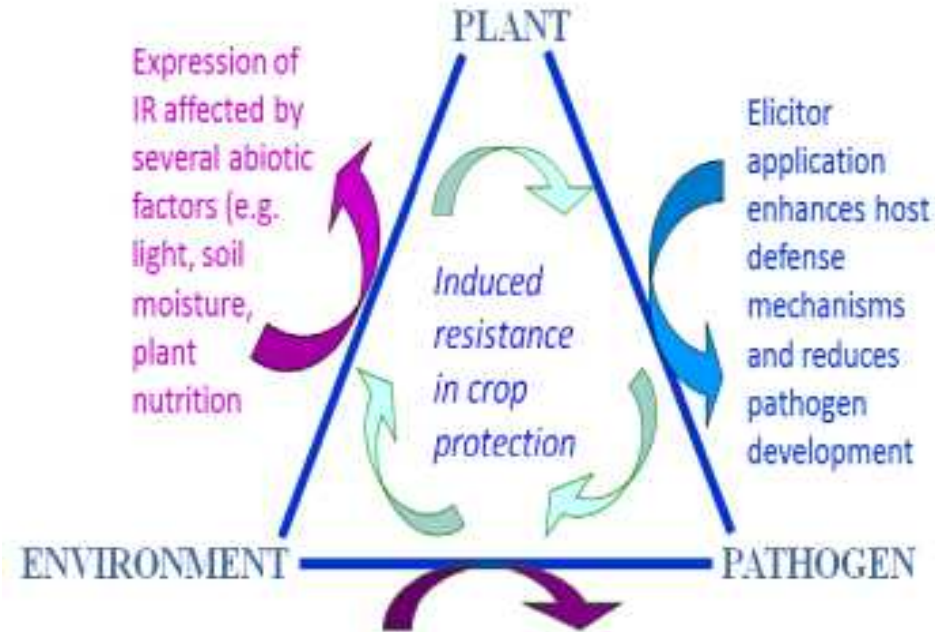 PLANT
Expression of
IR affected by
several abiotic
factors (e.g.
light, soil
moisture,
plant
nutrition
Elicitor
application
enhances host
defense
mechanisms
and reduces
pathogen
development
Induced
resistance
in crop
protection
ENVIRONMENT
PATHOGEN